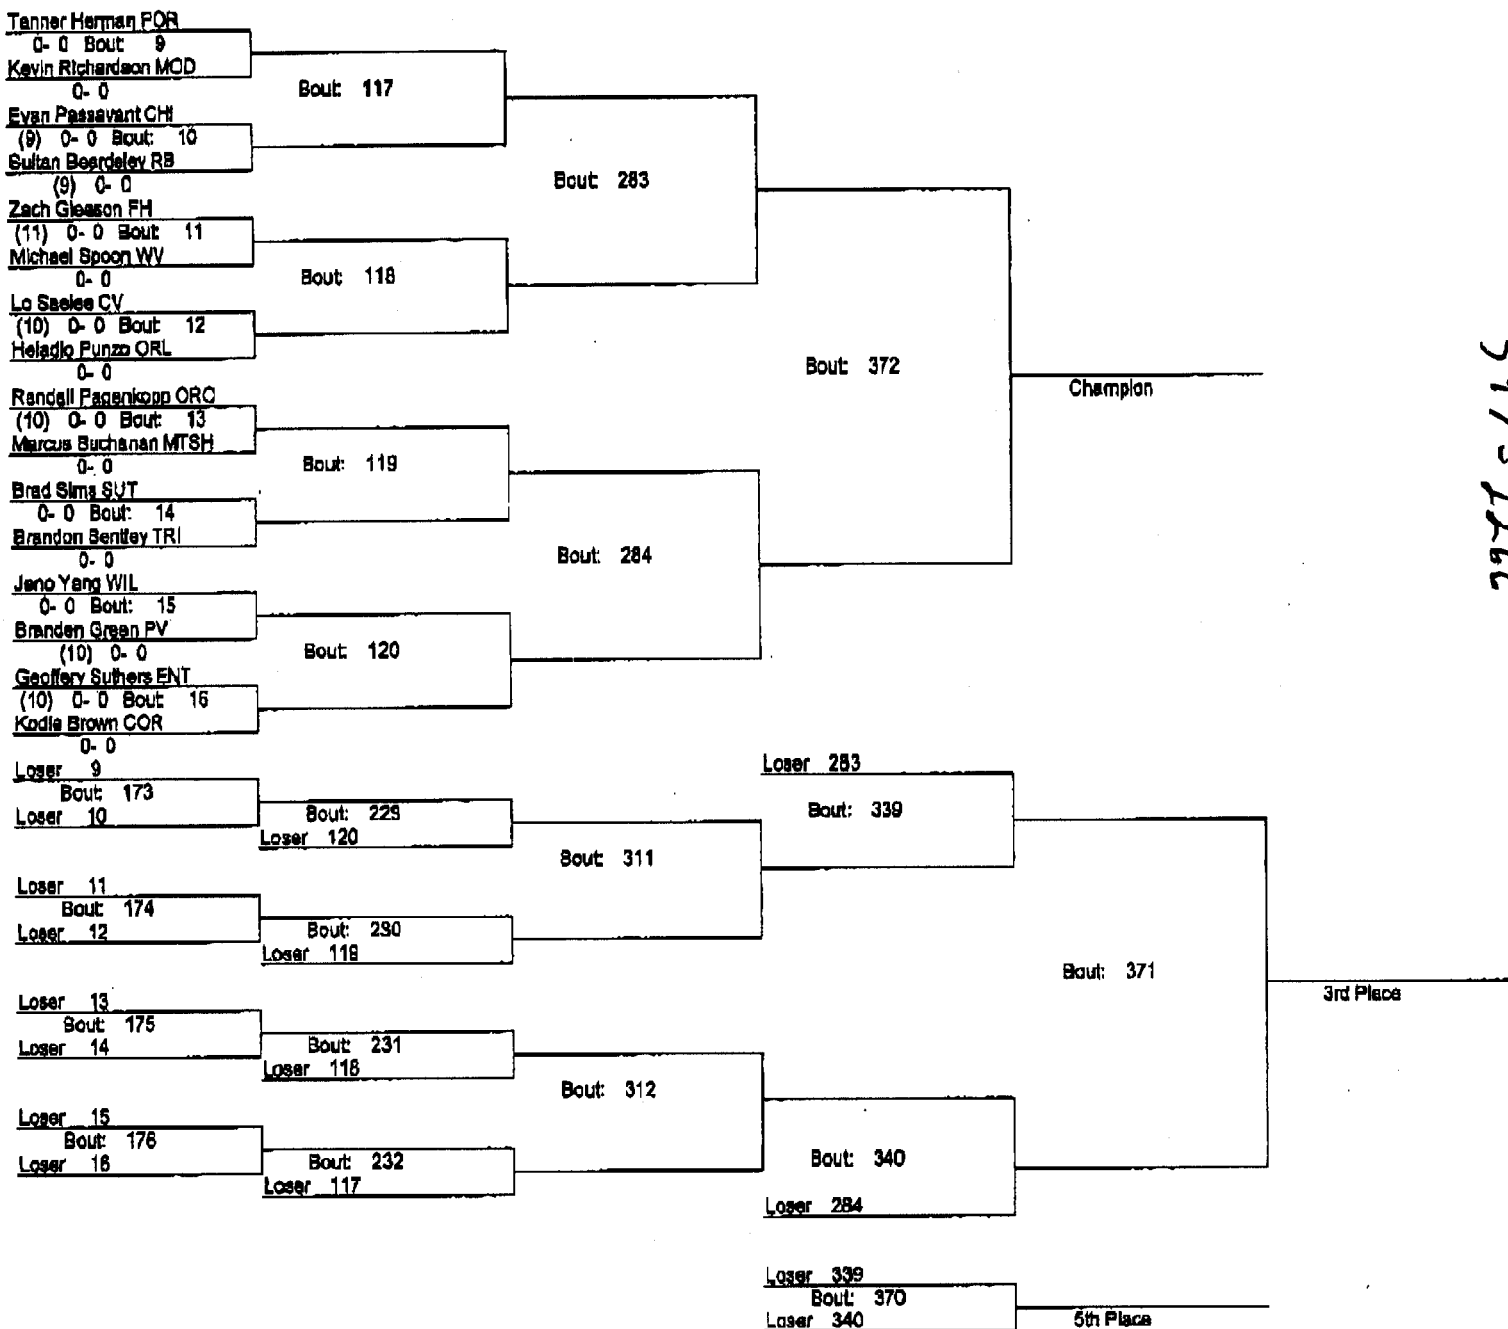 Tanner Herman POR
0- 0 Bout: 9
Kevin Richardson MOD
0- 0
Evan Passavant CHI
(9) 0- 0 Bout: 10
Sultan Beardsley RB
(9) 0- 0
Zach Gleason FH
(11) 0- 0 Bout: 11
Michael Spoon WV
0- 0
Lo Saelee CV
(10) 0- 0 Bout: 12
Heladio Punzo ORL
0- 0
Randall Pagenkopp ORO
(10) 0- 0 Bout: 13
Marcus Buchanan MTSH
0- 0
Brad Sims SUT
0- 0 Bout: 14
Brandon Bentley TRI
0- 0
Jeno Yang WIL
0- 0 Bout: 15
Branden Green PV
(10) 0- 0
Geoffery Suthers ENT
(10) 0- 0 Bout: 16
Kodie Brown COR
0- 0
Bout: 117
Bout: 118
Bout: 119
Bout: 120
Bout: 283
Bout: 284
Bout: 372
Champion
Loser 9
Bout: 173
Loser 10
Loser 11
Bout: 174
Loser 12
Loser 13
Bout: 175
Loser 14
Loser 15
Bout: 176
Loser 16
Bout: 229
Loser 120
Bout: 230
Loser 119
Bout: 231
Loser 118
Bout: 232
Loser 117
Bout: 311
Bout: 312
Loser 283
Bout: 339
Bout: 340
Loser 284
Bout: 371
3rd Place
Loser 339
Bout: 370
Loser 340
5th Place